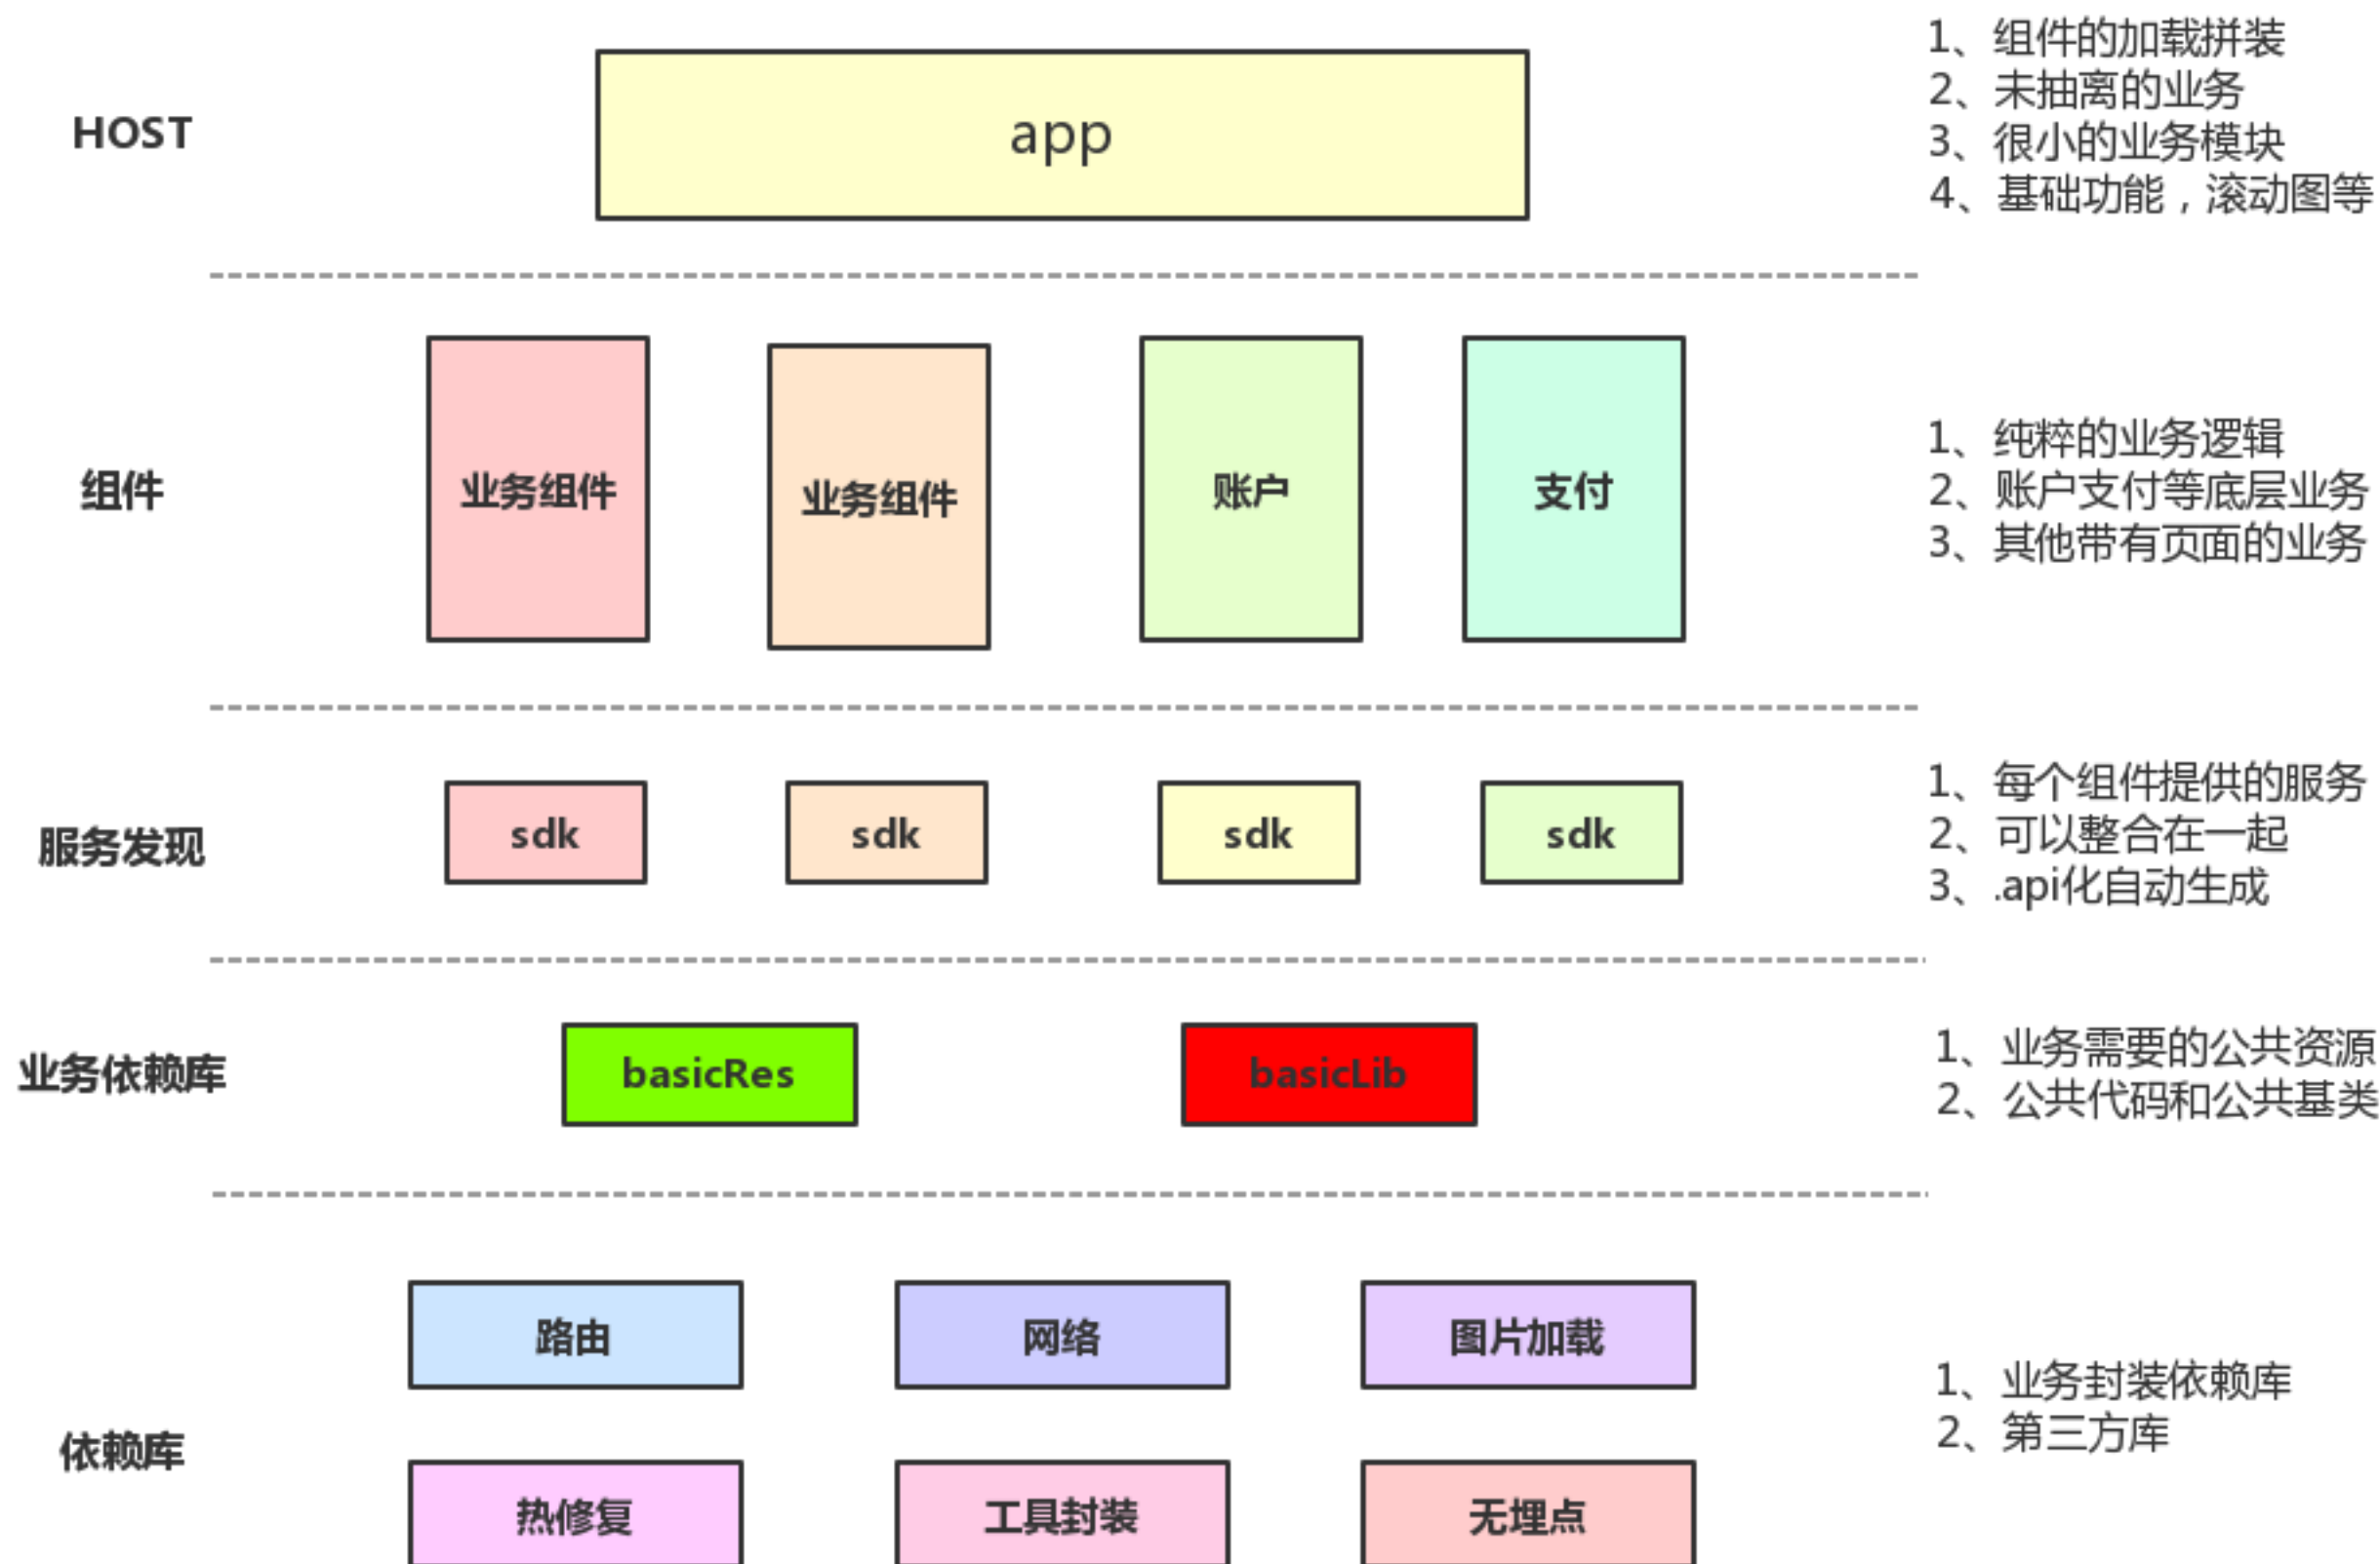 HOST
app
1、组件的加载拼装
2、未抽离的业务
3、很小的业务模块
4、基础功能，滚动图等
组件
业务组件
业务组件
账户
支付
1、纯粹的业务逻辑
2、账户支付等底层业务
3、其他带有页面的业务
服务发现
sdk
sdk
sdk
sdk
1、每个组件提供的服务
2、可以整合在一起
3、.api化自动生成
业务依赖库
basicRes
basicLib
1、业务需要的公共资源
2、公共代码和公共基类
依赖库
路由
网络
图片加载
热修复
工具封装
无埋点
1、业务封装依赖库
2、第三方库